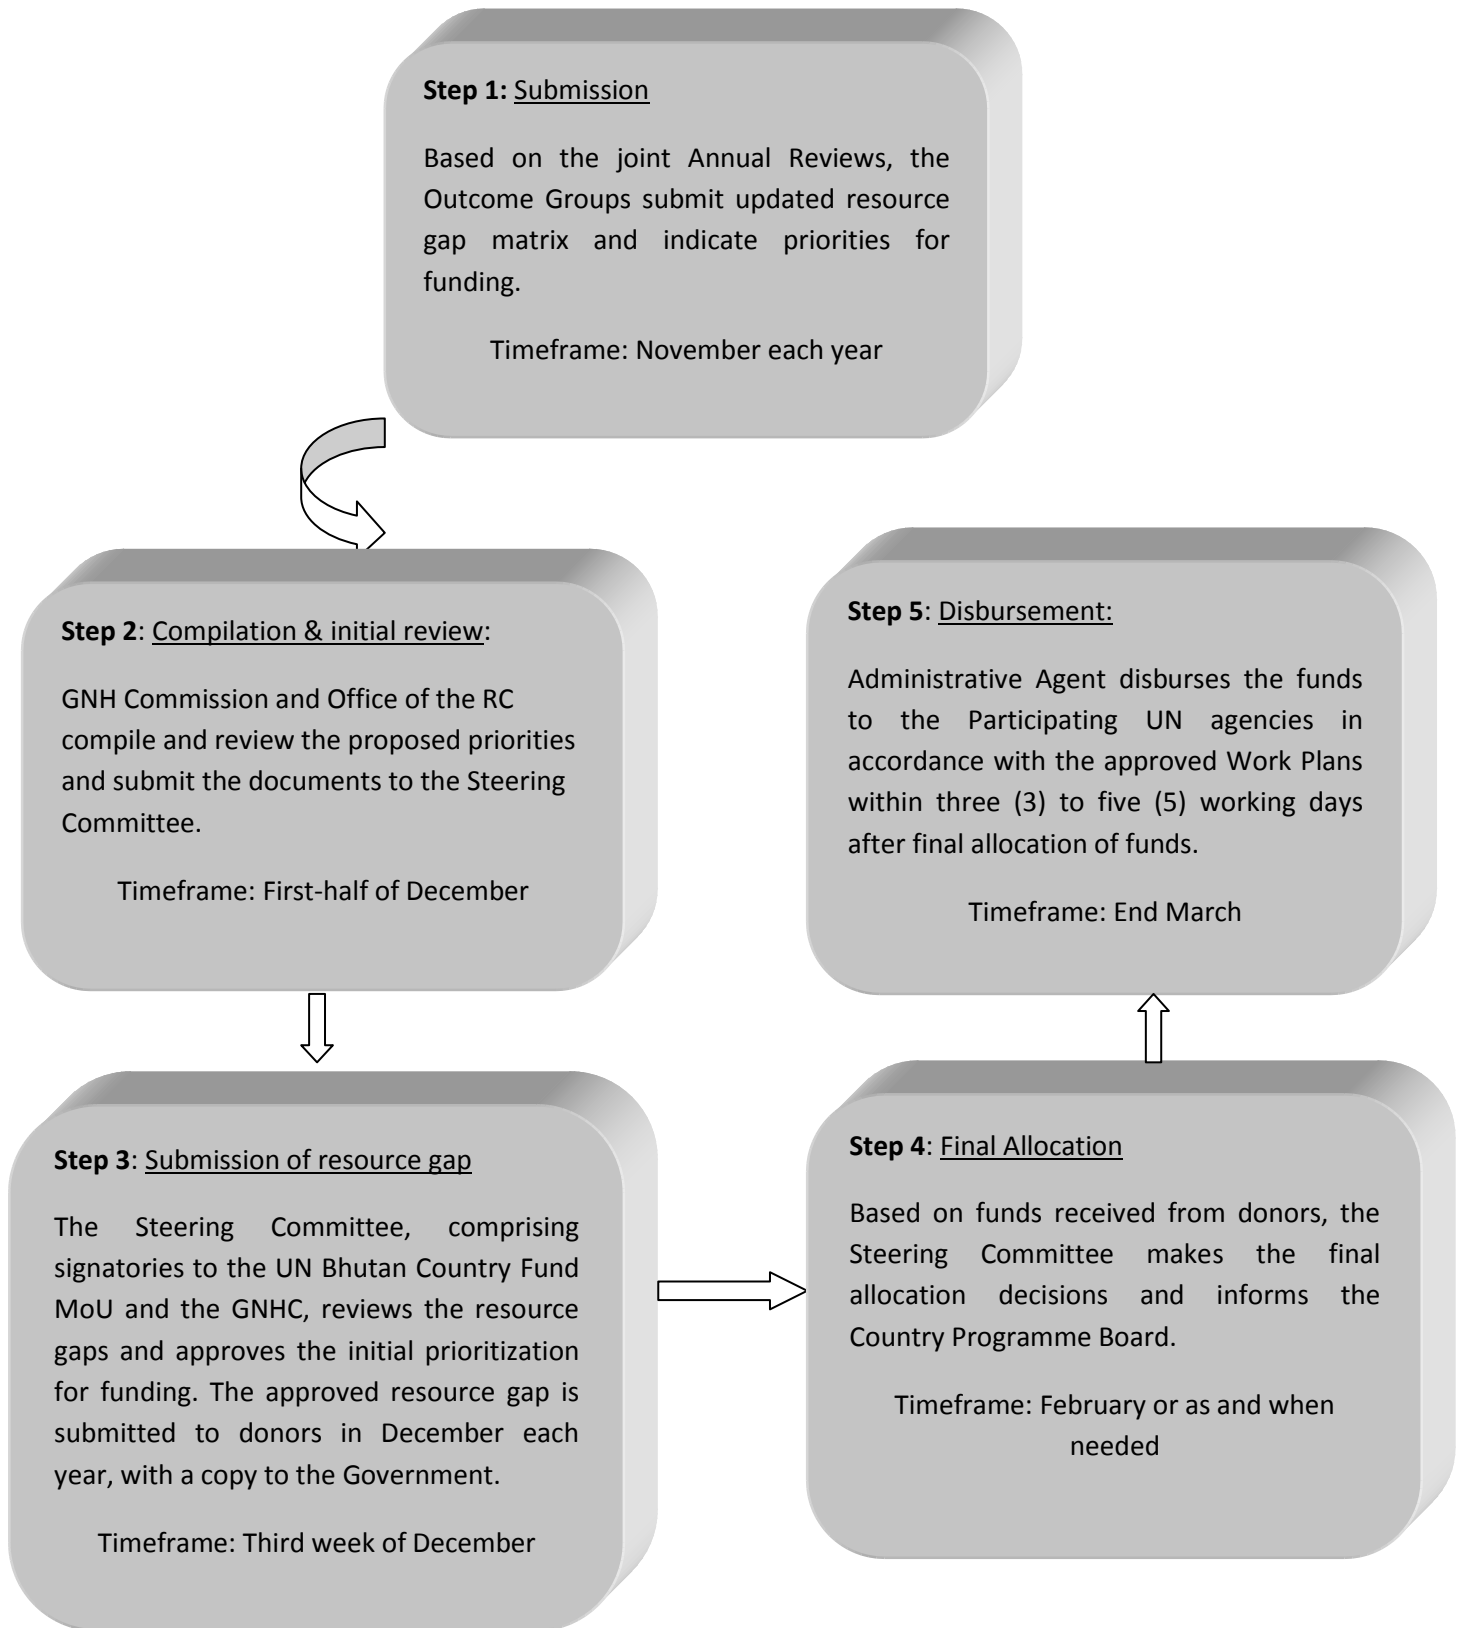 Step 1: Submission
Based on the joint Annual Reviews, the
Outcome Groups submit updated resource
gap matrix and indicate priorities for
funding.
Timeframe: November each year
Step 2: Compilation & initial review:
GNH Commission and Office of the RC
compile and review the proposed priorities
and submit the documents to the Steering
Committee.
Timeframe: First-half of December
Step 3: Submission of resource gap
The Steering Committee, comprising
signatories to the UN Bhutan Country Fund
MoU and the GNHC, reviews the resource
gaps and approves the initial prioritization
for funding. The approved resource gap is
submitted to donors in December each
year, with a copy to the Government.
Timeframe: Third week of December
Step 4: Final Allocation
Based on funds received from donors, the
Steering Committee makes the final
allocation decisions and informs the
Country Programme Board.
Timeframe: February or as and when
needed
Step 5: Disbursement:
Administrative Agent disburses the funds
to the Participating UN agencies in
accordance with the approved Work Plans
within three (3) to five (5) working days
after final allocation of funds.
Timeframe: End March